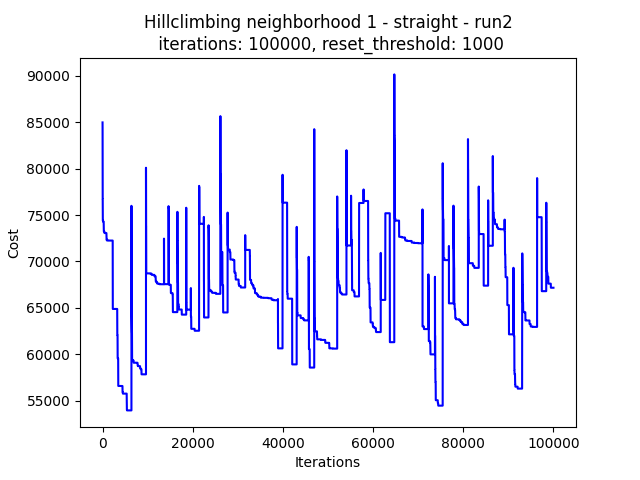 Hillclimbing neighborhood 1 - straight - run2
iterations: 100000, reset_threshold: 1000
90000
85000
80000
75000
70000
65000
60000
55000
Cost
0 20000 40000 60000 80000 100000
Iterations